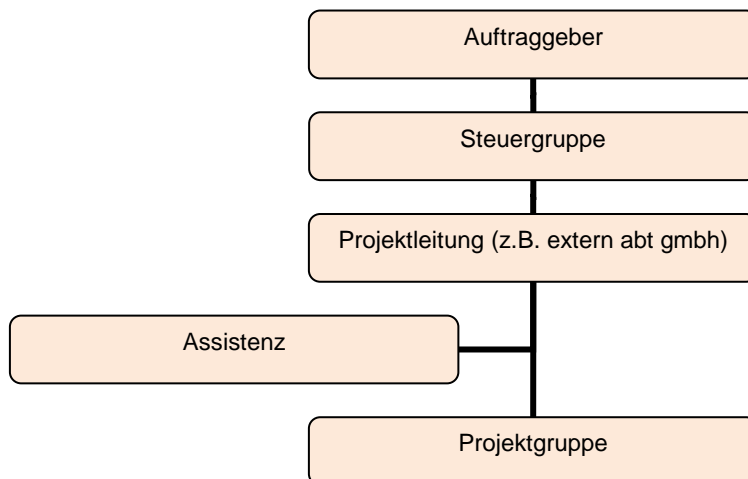 Auftraggeber
Steuergruppe
Projektleitung (z.B. extern abt gmbh)
Assistenz
Projektgruppe